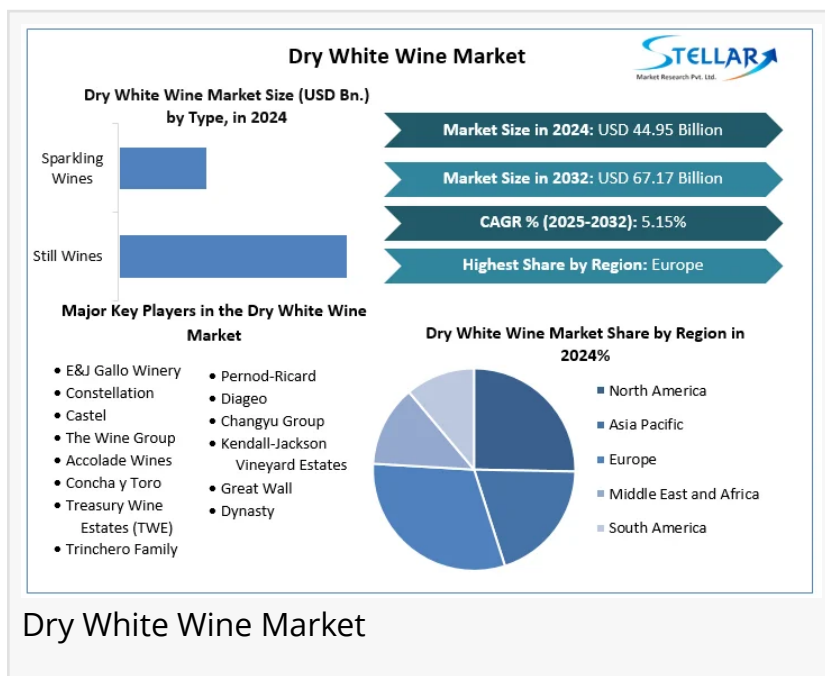 Dry White Wine Market
STELLAR
Market Research Pvt. Ltd.
Dry White Wine Market Size (USD Bn.)
by Type, in 2024
Sparkling
Wines
Still Wines
Market Size in 2024: USD 44.95 Billion
Market Size in 2032: USD 67.17 Billion
CAGR % (2025-2032): 5.15%
Highest Share by Region: Europe
Major Key Players in the Dry White Wine
Market
• E&J Gallo Winery
• Constellation
• Castel
• The Wine Group
• Accolade Wines
• Concha y Toro
• Treasury Wine
Estates (TWE)
• Trinchero Family
• Pernod-Ricard
• Diageo
• Changyu Group
• Kendall-Jackson
Vineyard Estates
• Great Wall
• Dynasty
Dry White Wine Market Share by Region in
2024%
North America
Asia Pacific
Europe
Middle East and Africa
South America
Dry White Wine Market